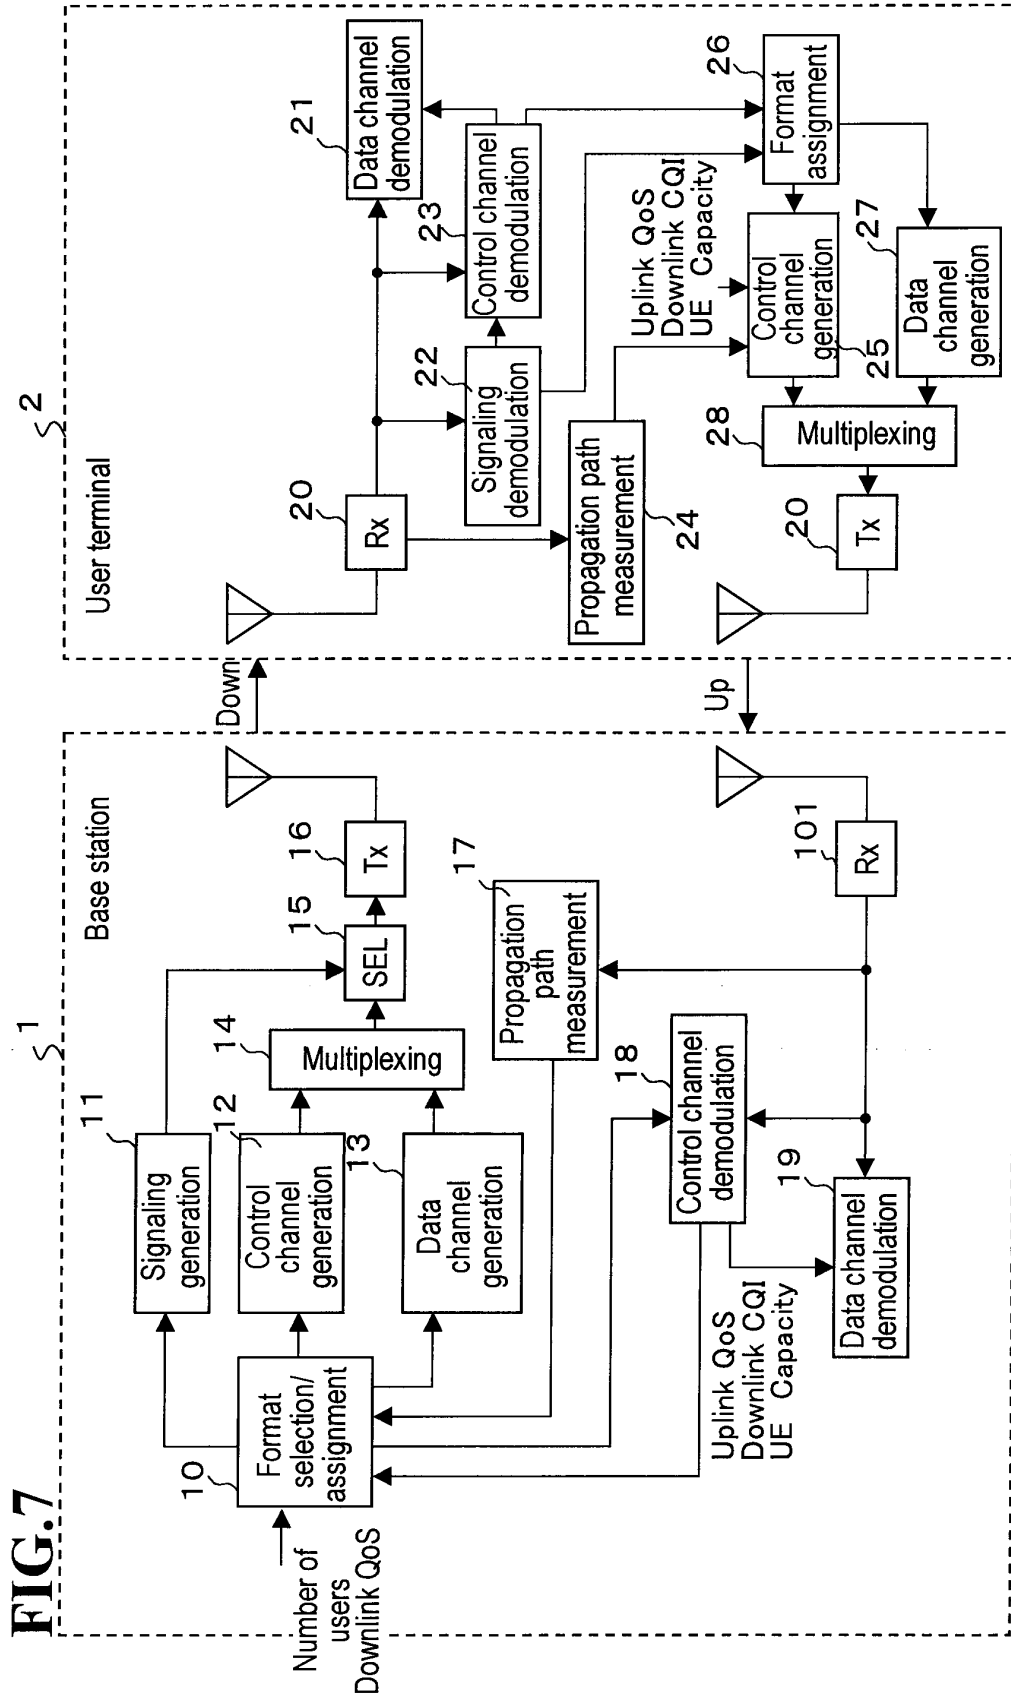 FIG.7
1
Base station
Number of
users
Downlink QoS
10
Format
selection/
assignment
11
Signaling
generation
12
Control
channel
generation
13
Data
channel
generation
14
Multiplexing
15
SEL
16
Tx
17
Propagation
path
measurement
18
Control channel
demodulation
Uplink QoS
Downlink CQI
UE Capacity
19
Data channel
demodulation
101
Rx
Down
Up
2
User terminal
20
Rx
21
Data channel
demodulation
22
Signaling
demodulation
23
Control channel
demodulation
24
Propagation path
measurement
Uplink QoS
Downlink CQI
UE Capacity
25
Control
channel
generation
26
Format
assignment
27
Data
channel
generation
28
Multiplexing
20
Tx